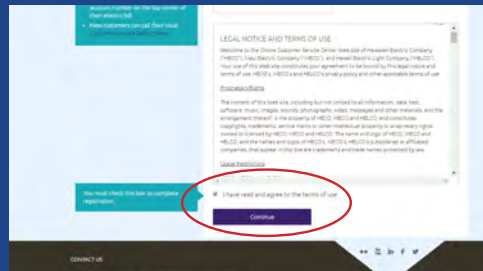 account number on the top center of
their electric bill.
New customers can call their local
LEGAL NOTICE AND TERMS OF USE
Welcome to the Online Customer Service Center Web site of Hawaiian Electric Company
("HECO"), Maui Electric Company ("MECO"), and Hawaii Electric Light Company ("HELCO").
Your use of this Web site constitutes your agreement to be bound by this legal notice and
terms of use, HECO's, MECO's and HELCO's privacy policy and other applicable terms of use
Proprietary Rights
The content of this Web site, including but not limited to all information, data, text,
software, music, images, sounds, photographs, video, messages and other materials, and the
arrangement thereof, is the property of HECO, MECO and HELCO, and constitutes
copyrights, trademarks, service marks or other intellectual property or proprietary rights
owned or licensed by HECO, MECO and HELCO. The name and logo of HECO, MECO and
HELCO, and the names and logos of HECO's, MECO's, HELCO's subsidiaries or affiliated
companies, that appear in this site are trademarks and trade names protected by law.
Usage Restrictions
You must check this box to complete
registration.
I have read and agree to the terms of use
Continue
CONTACT US